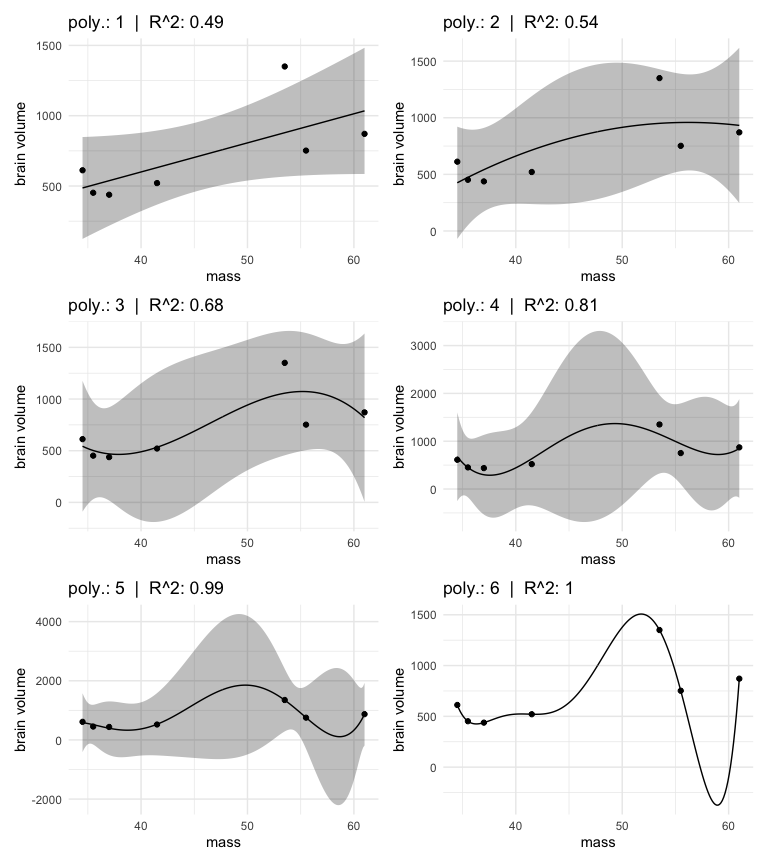 poly.: 1 | R^2: 0.49
1500
1000
500
brain volume
40
50
60
mass
poly.: 2 | R^2: 0.54
1500
1000
500
0
brain volume
40
50
60
mass
poly.: 3 | R^2: 0.68
1500
1000
500
0
brain volume
40
50
60
mass
poly.: 4 | R^2: 0.81
3000
2000
1000
0
brain volume
40
50
60
mass
poly.: 5 | R^2: 0.99
4000
2000
0
-2000
brain volume
40
50
60
mass
poly.: 6 | R^2: 1
1500
1000
500
0
brain volume
40
50
60
mass